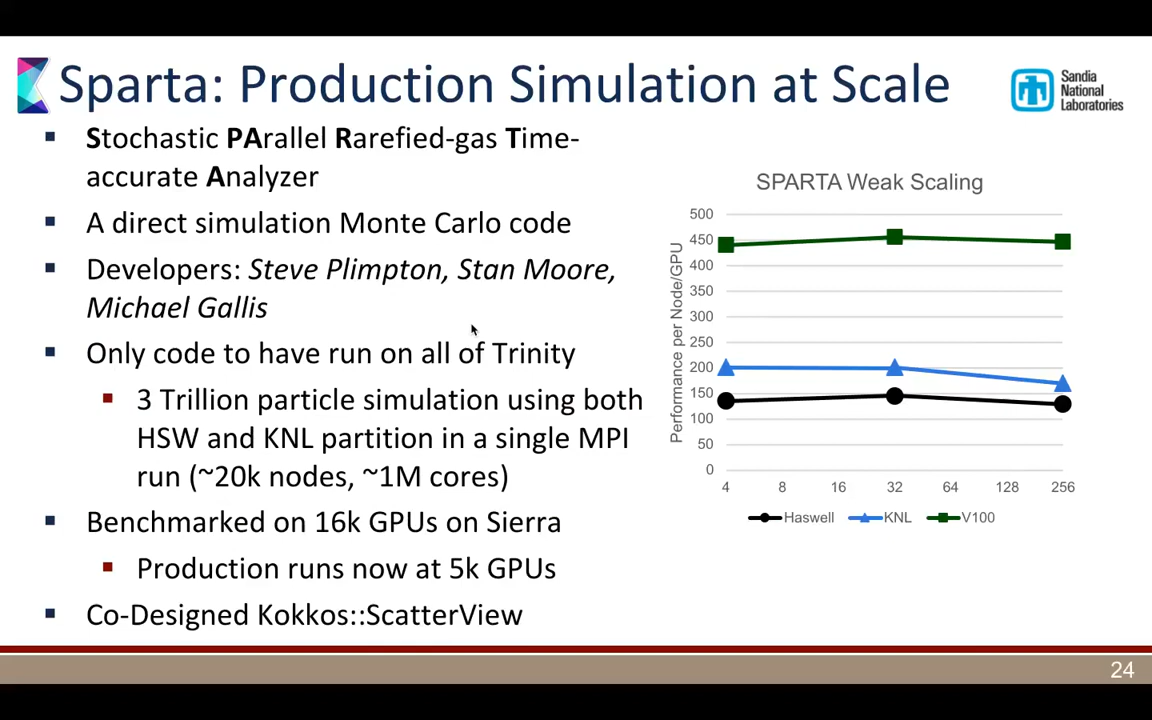 Sparta: Production Simulation at Scale
Sandia
National
Laboratories
Stochastic PArallel Rarefied-gas Time-
accurate Analyzer
A direct simulation Monte Carlo code
Developers: Steve Plimpton, Stan Moore,
Michael Gallis
Only code to have run on all of Trinity
3 Trillion particle simulation using both
HSW and KNL partition in a single MPI
run (~20k nodes, ~1M cores)
Benchmarked on 16k GPUs on Sierra
Production runs now at 5k GPUs
Co-Designed Kokkos::ScatterView
SPARTA Weak Scaling
Performance per Node/GPU
500
450
400
350
300
250
200
150
100
50
0
4 8 16 32 64 128 256
Haswell KNL V100
24